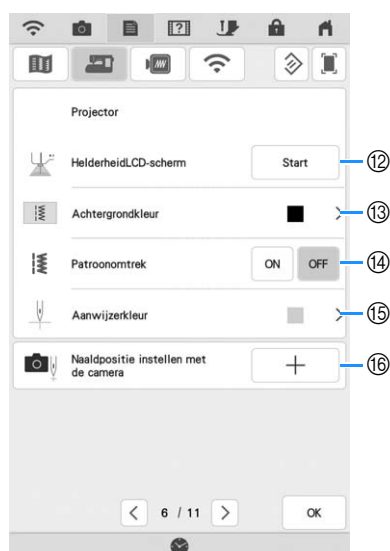 Projector
HelderheidLCD-scherm
Start
⑫
Achtergrondkleur
⑬
Patroonomtrek
ON
OFF
⑭
Aanwijzerkleur
⑮
Naaldpositie instellen met
de camera
⑯
6 / 11
OK